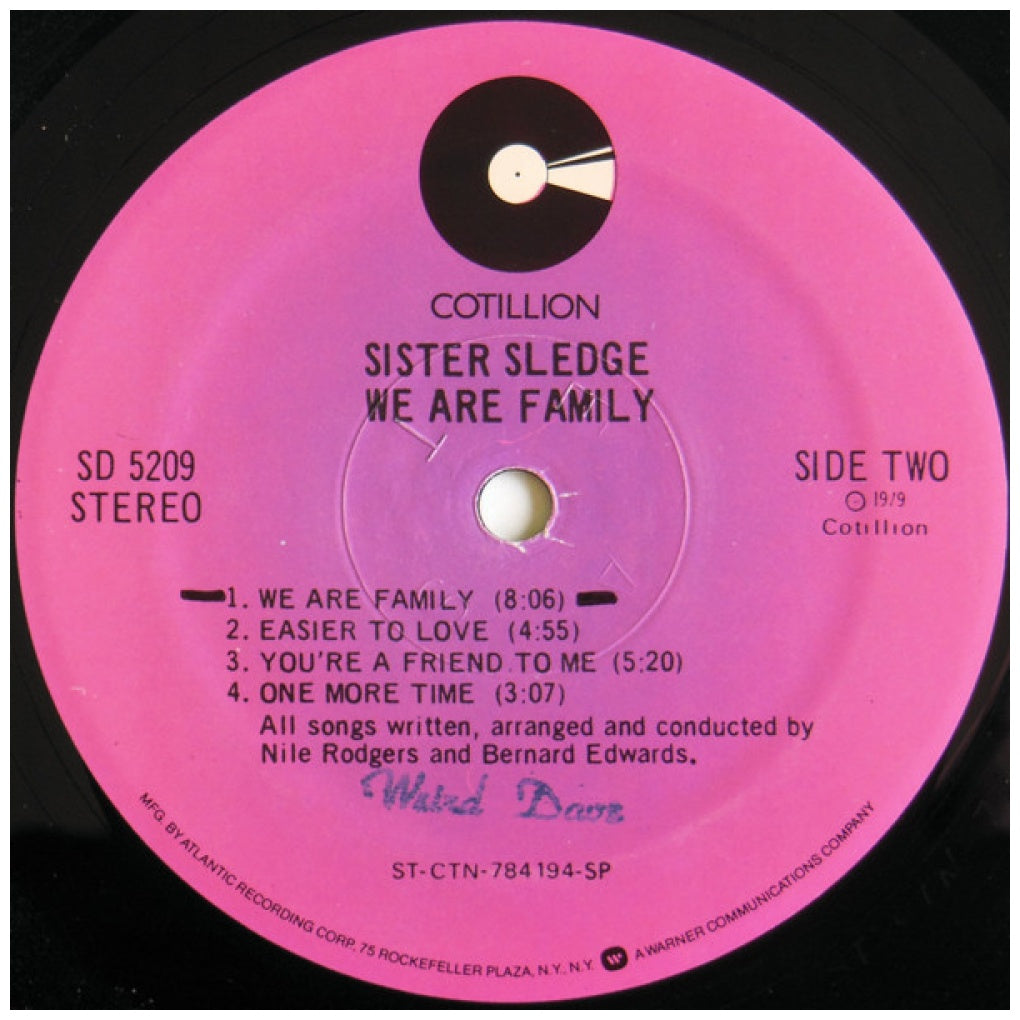 COTILLION
SISTER SLEDGE
WE ARE FAMILY
SD 5209
STEREO
SIDE TWO
Ⓟ 1979
Cotillion
1. WE ARE FAMILY (8:06)
2. EASIER TO LOVE (4:55)
3. YOU'RE A FRIEND TO ME (5:20)
4. ONE MORE TIME (3:07)
All songs written, arranged and conducted by
Nile Rodgers and Bernard Edwards.
Weird Dave
ST-CTN-784194-SP
MFG. BY ATLANTIC RECORDING CORP., 75 ROCKEFELLER PLAZA, N.Y., N.Y. W A WARNER COMMUNICATIONS COMPANY